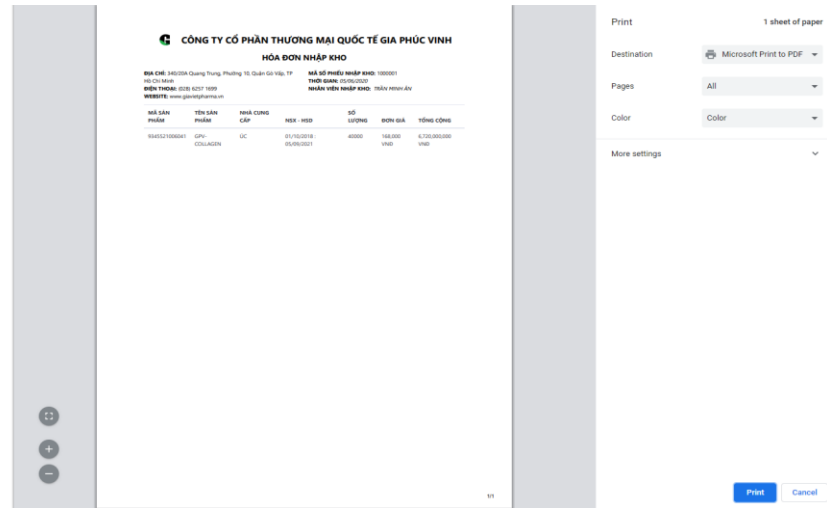 CÔNG TY CỔ PHẦN THƯƠNG MẠI QUỐC TẾ GIA PHÚC VINH
HÓA ĐƠN NHẬP KHO
ĐỊA CHỈ: 340/20A Quang Trung, Phường 10, Quận Gò Vấp, TP
Hồ Chí Minh
ĐIỆN THOẠI: (028) 6257 1699
WEBSITE: www.giavietpharma.vn
MÃ SỐ PHIẾU NHẬP KHO: 1000001
THỜI GIAN: 05/06/2020
NHÂN VIÊN NHẬP KHO: TRẦN MINH ÂN
MÃ SẢN PHẨM TÊN SẢN PHẨM NHÀ CUNG CẤP NSX - HSD SỐ LƯỢNG ĐƠN GIÁ TỔNG CỘNG
9345521006041 GPV- ÚC 01/10/2018 : 40000 168,000 6,720,000,000
COLLAGEN 05/09/2021 VNĐ VNĐ
1/1
Print 1 sheet of paper
Destination Microsoft Print to PDF
Pages All
Color Color
More settings
Print Cancel